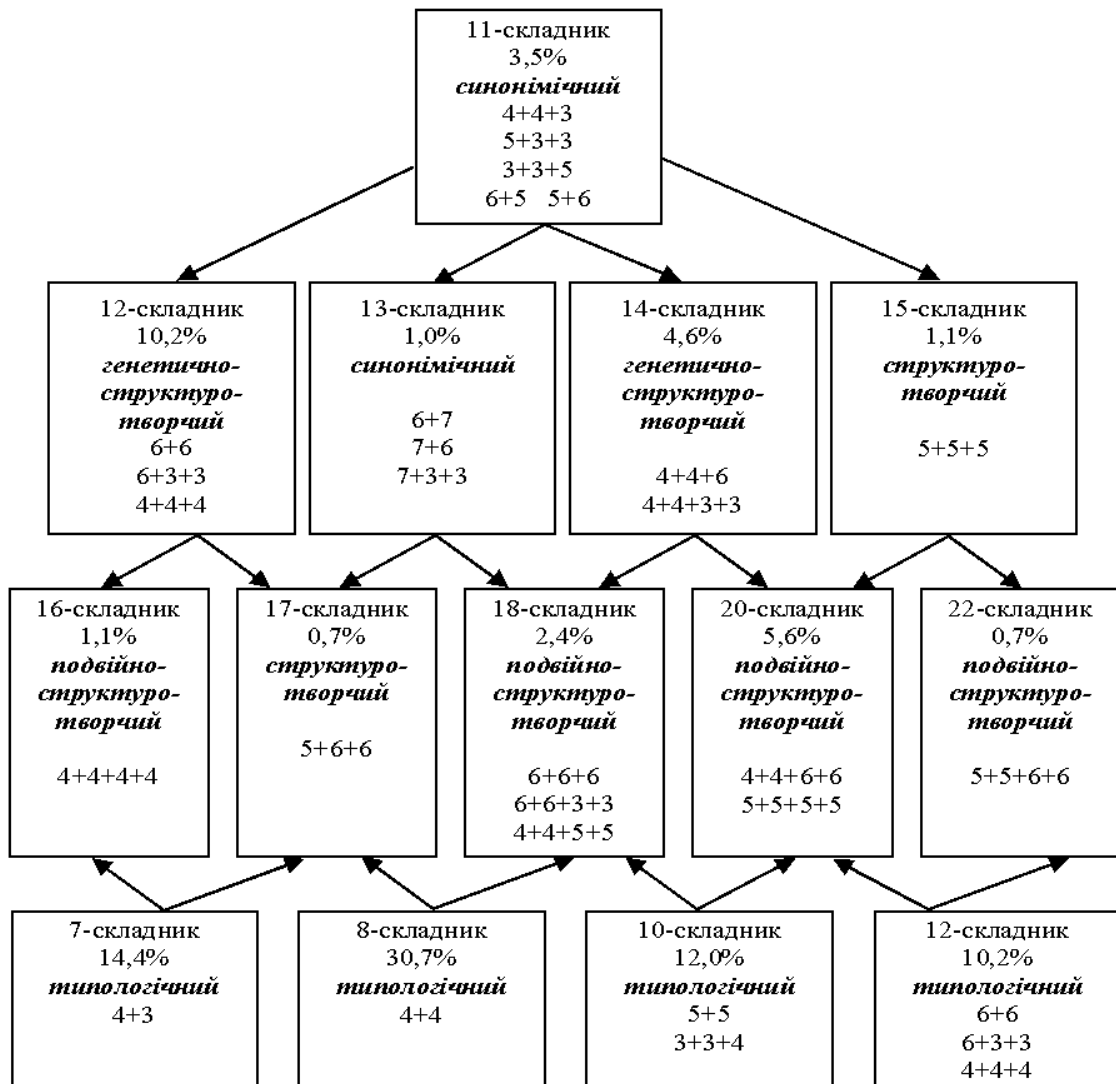 11-складник
3,5%
синонімічний
4+4+3
5+3+3
3+3+5
6+5 5+6
12-складник
10,2%
генетично-
структуро-
творчий
6+6
6+3+3
4+4+4
13-складник
1,0%
синонімічний
6+7
7+6
7+3+3
14-складник
4,6%
генетично-
структуро-
творчий
4+4+6
4+4+3+3
15-складник
1,1%
структуро-
творчий
5+5+5
16-складник
1,1%
подвійно-
структуро-
творчий
4+4+4+4
17-складник
0,7%
структуро-
творчий
5+6+6
18-складник
2,4%
подвійно-
структуро-
творчий
6+6+6
6+6+3+3
4+4+5+5
20-складник
5,6%
подвійно-
структуро-
творчий
4+4+6+6
5+5+5+5
22-складник
0,7%
подвійно-
структуро-
творчий
5+5+6+6
7-складник
14,4%
типологічний
4+3
8-складник
30,7%
типологічний
4+4
10-складник
12,0%
типологічний
5+5
3+3+4
12-складник
10,2%
типологічний
6+6
6+3+3
4+4+4